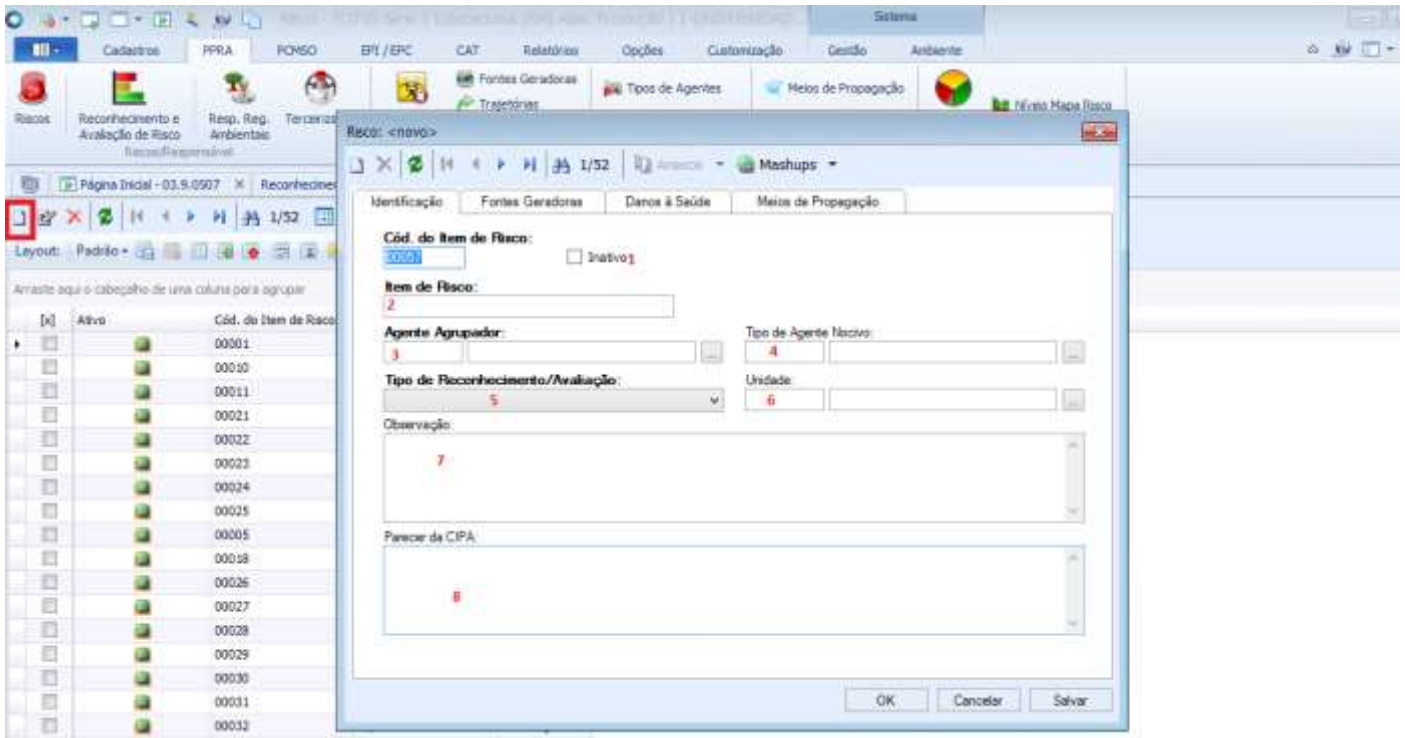 Sistema
Cadastros PPRA PCMSO EPI / EPC CAT Relatórios Opções Customização Gestão Ambiente
Riscos
Reconhecimento e
Avaliação de Risco
Resp. Reg.
Ambientais
Fontes Geradoras
Trajetórias
Tipos de Agentes
Meios de Propagação
Níveis Mapa Risco
Página Inicial - 03.9.0507
1/52
Layout: Padrão
Arraste aqui o cabeçalho de uma coluna para agrupar
[x] Ativo Cód. do Item de Risco
00001
00010
00011
00021
00022
00023
00024
00025
00005
00018
00026
00027
00028
00029
00030
00031
00032
Risco: <novo>
1/52 Anexos Mashups
Identificação Fontes Geradoras Danos à Saúde Meios de Propagação
Cód. do Item de Risco:
00057 Inativo 1
Item de Risco:
2
Agente Agrupador: Tipo de Agente Nocivo:
3 4
Tipo de Reconhecimento/Avaliação: Unidade:
5 6
Observação:
7
Parecer da CIPA:
8
OK Cancelar Salvar